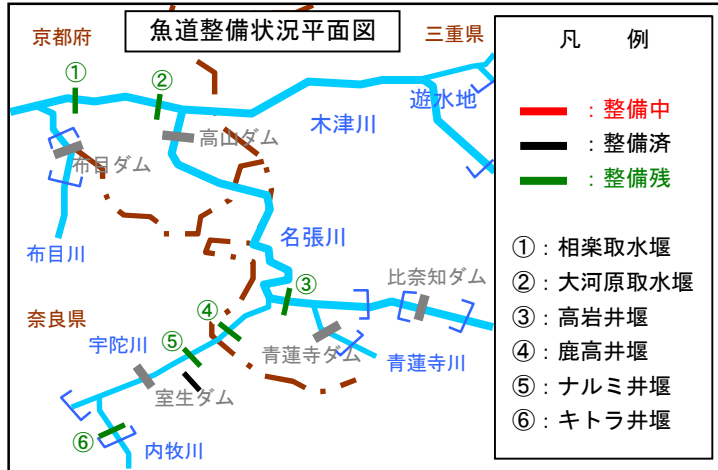 魚道整備状況平面図
京都府
三重県
①
②
遊水地
木津川
高山ダム
布目ダム
名張川
布目川
③
比奈知ダム
奈良県
④
宇陀川
⑤
青蓮寺ダム
青蓮寺川
室生ダム
⑥
内牧川
凡 例
：整備中
：整備済
：整備残
①：相楽取水堰
②：大河原取水堰
③：高岩井堰
④：鹿高井堰
⑤：ナルミ井堰
⑥：キトラ井堰